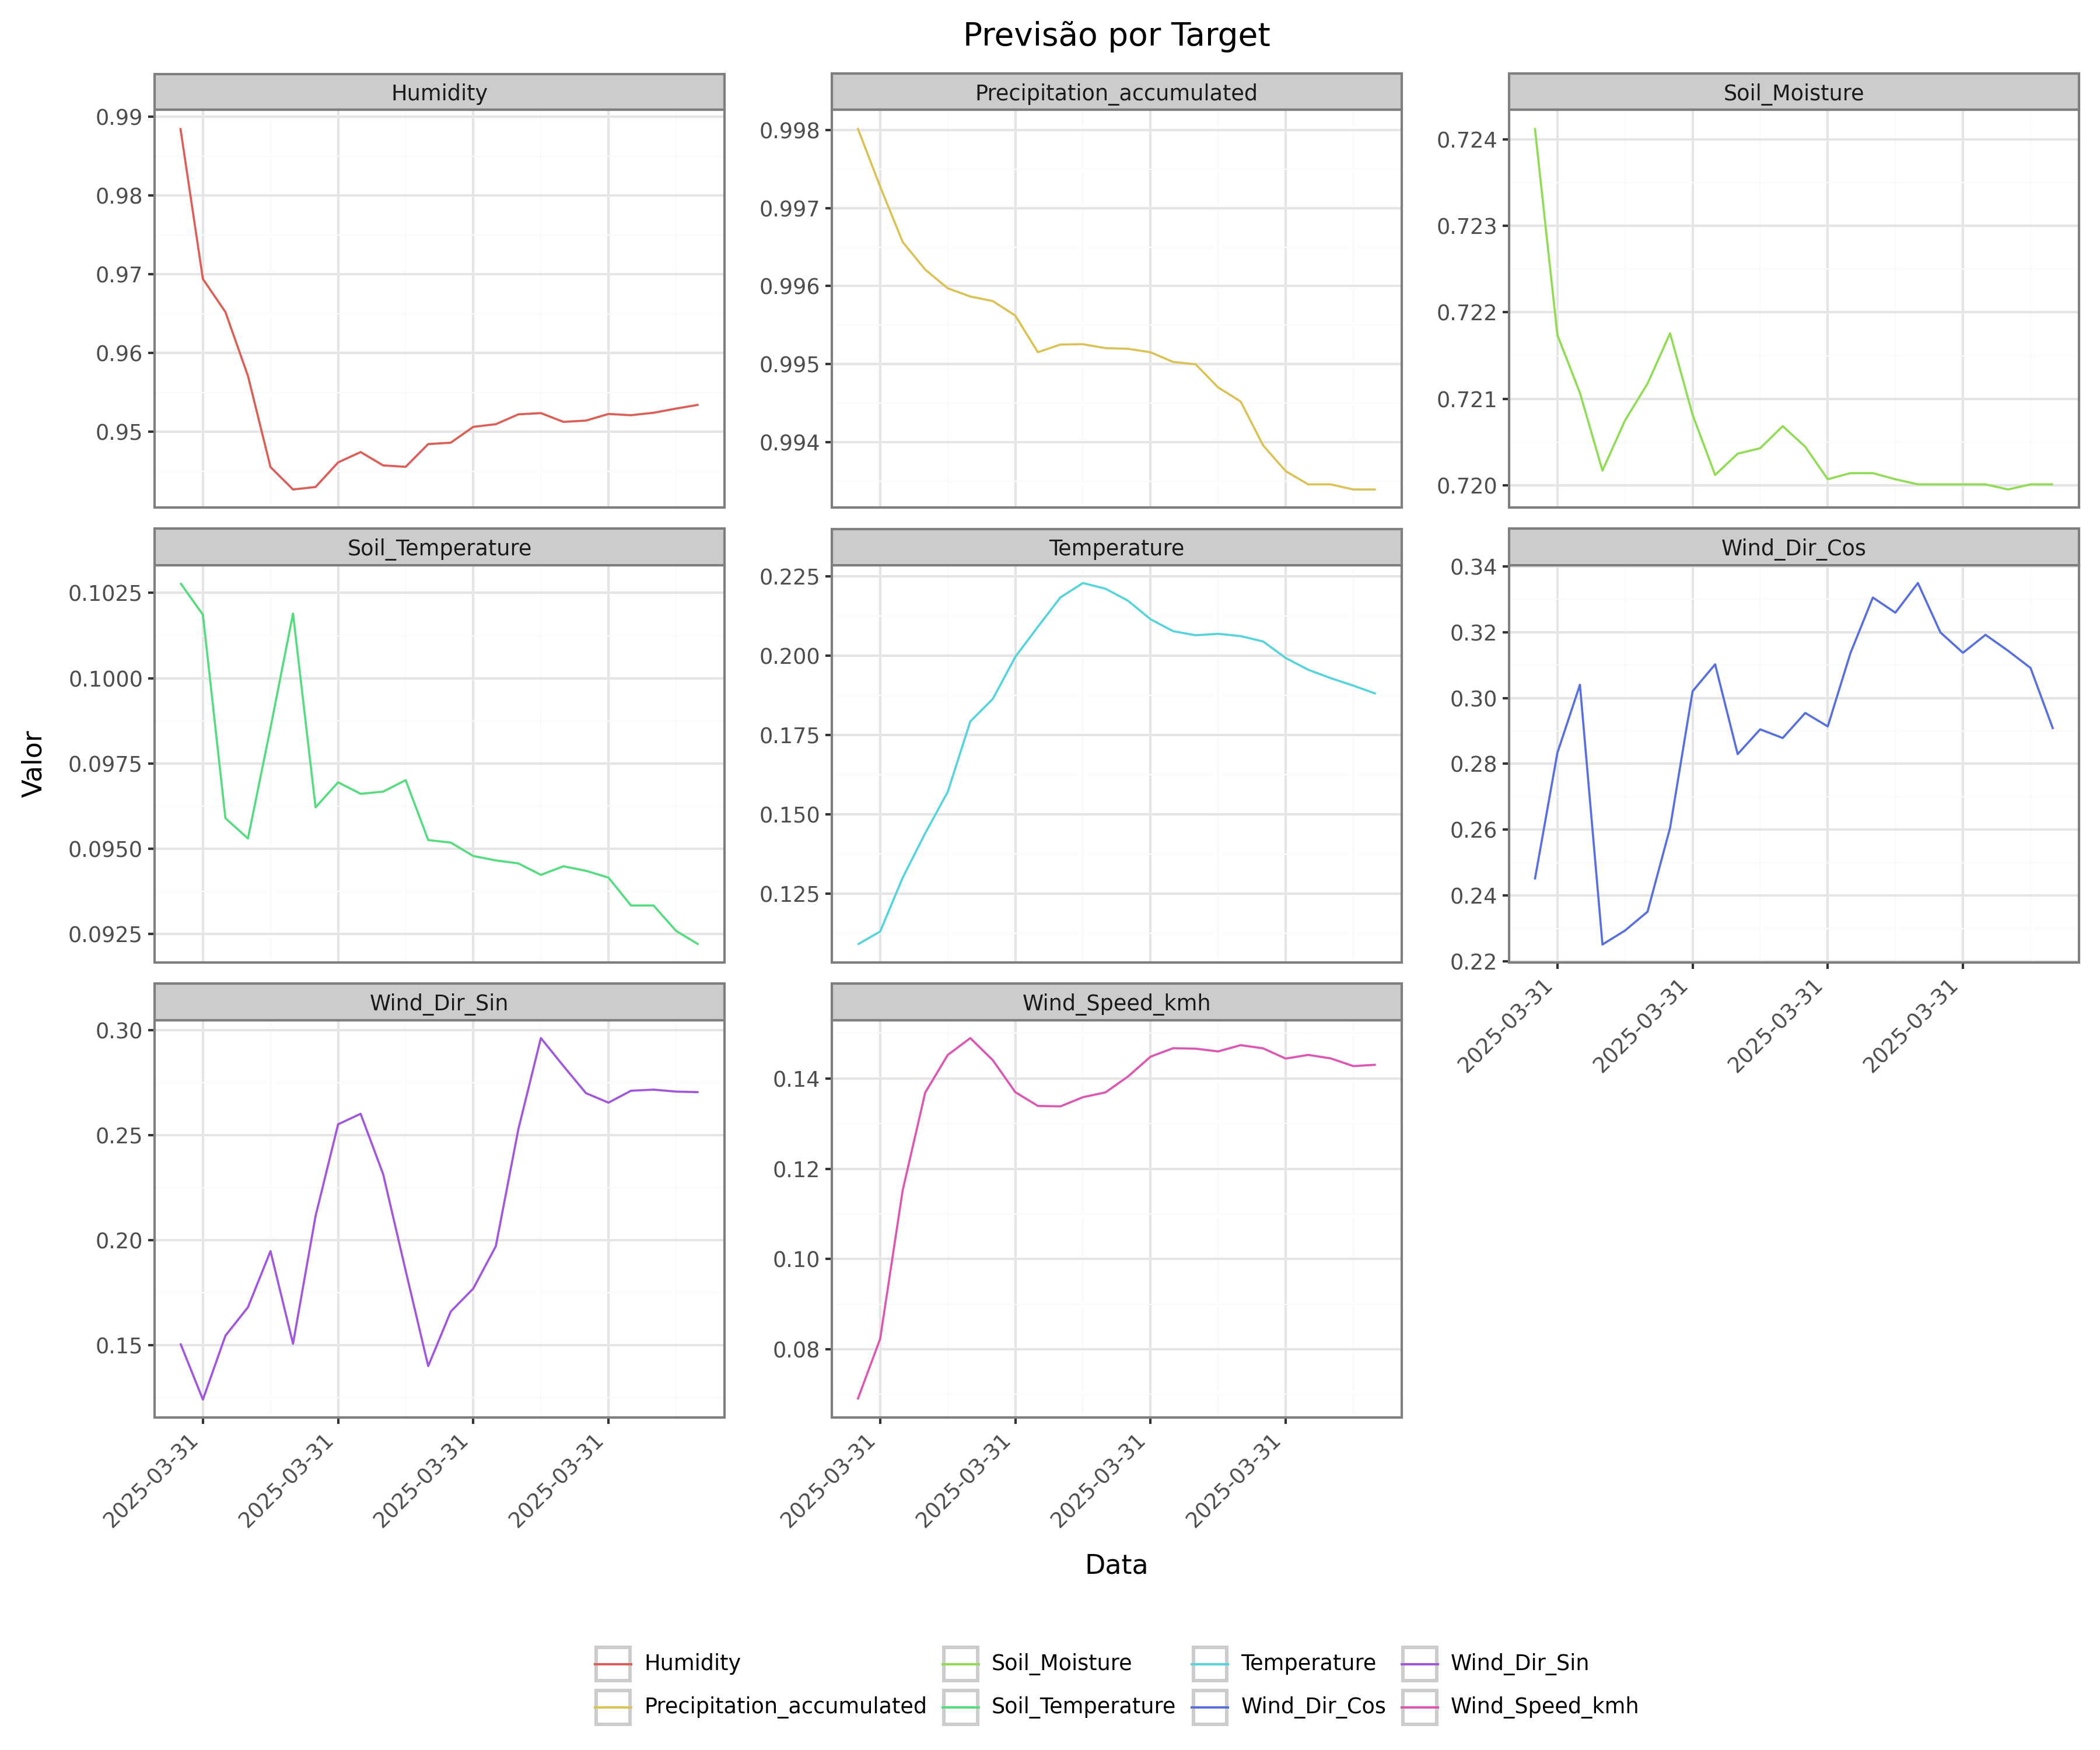 Previsão por Target
Humidity
Precipitation_accumulated
Soil_Moisture
0.99
0.98
0.97
0.96
0.95
0.998
0.997
0.996
0.995
0.994
0.724
0.723
0.722
0.721
0.720
Soil_Temperature
Temperature
Wind_Dir_Cos
0.1025
0.1000
0.0975
0.0950
0.0925
0.225
0.200
0.175
0.150
0.125
0.34
0.32
0.30
0.28
0.26
0.24
0.22
2025-03-31
2025-03-31
2025-03-31
2025-03-31
Valor
Wind_Dir_Sin
Wind_Speed_kmh
0.30
0.25
0.20
0.15
0.14
0.12
0.10
0.08
2025-03-31
2025-03-31
2025-03-31
2025-03-31
2025-03-31
2025-03-31
2025-03-31
2025-03-31
Data
Humidity
Soil_Moisture
Temperature
Wind_Dir_Sin
Precipitation_accumulated
Soil_Temperature
Wind_Dir_Cos
Wind_Speed_kmh